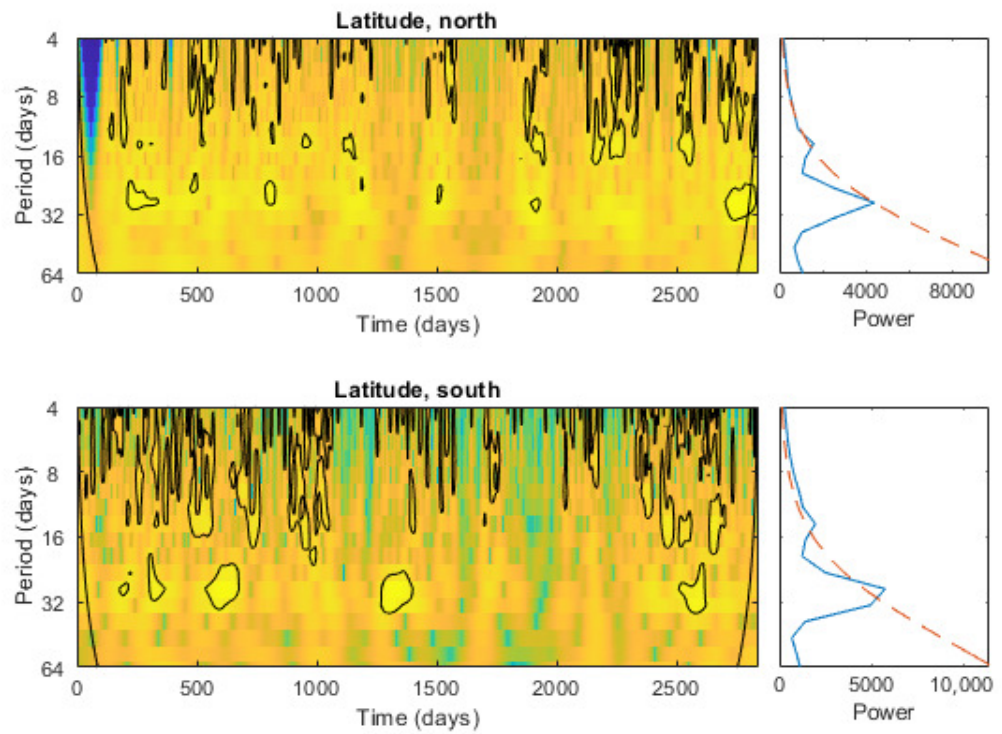 Latitude, north
4
8
16
32
64
Period (days)
0 500 1000 1500 2000 2500
Time (days)
0 4000 8000
Power
Latitude, south
4
8
16
32
64
Period (days)
0 500 1000 1500 2000 2500
Time (days)
0 5000 10,000
Power